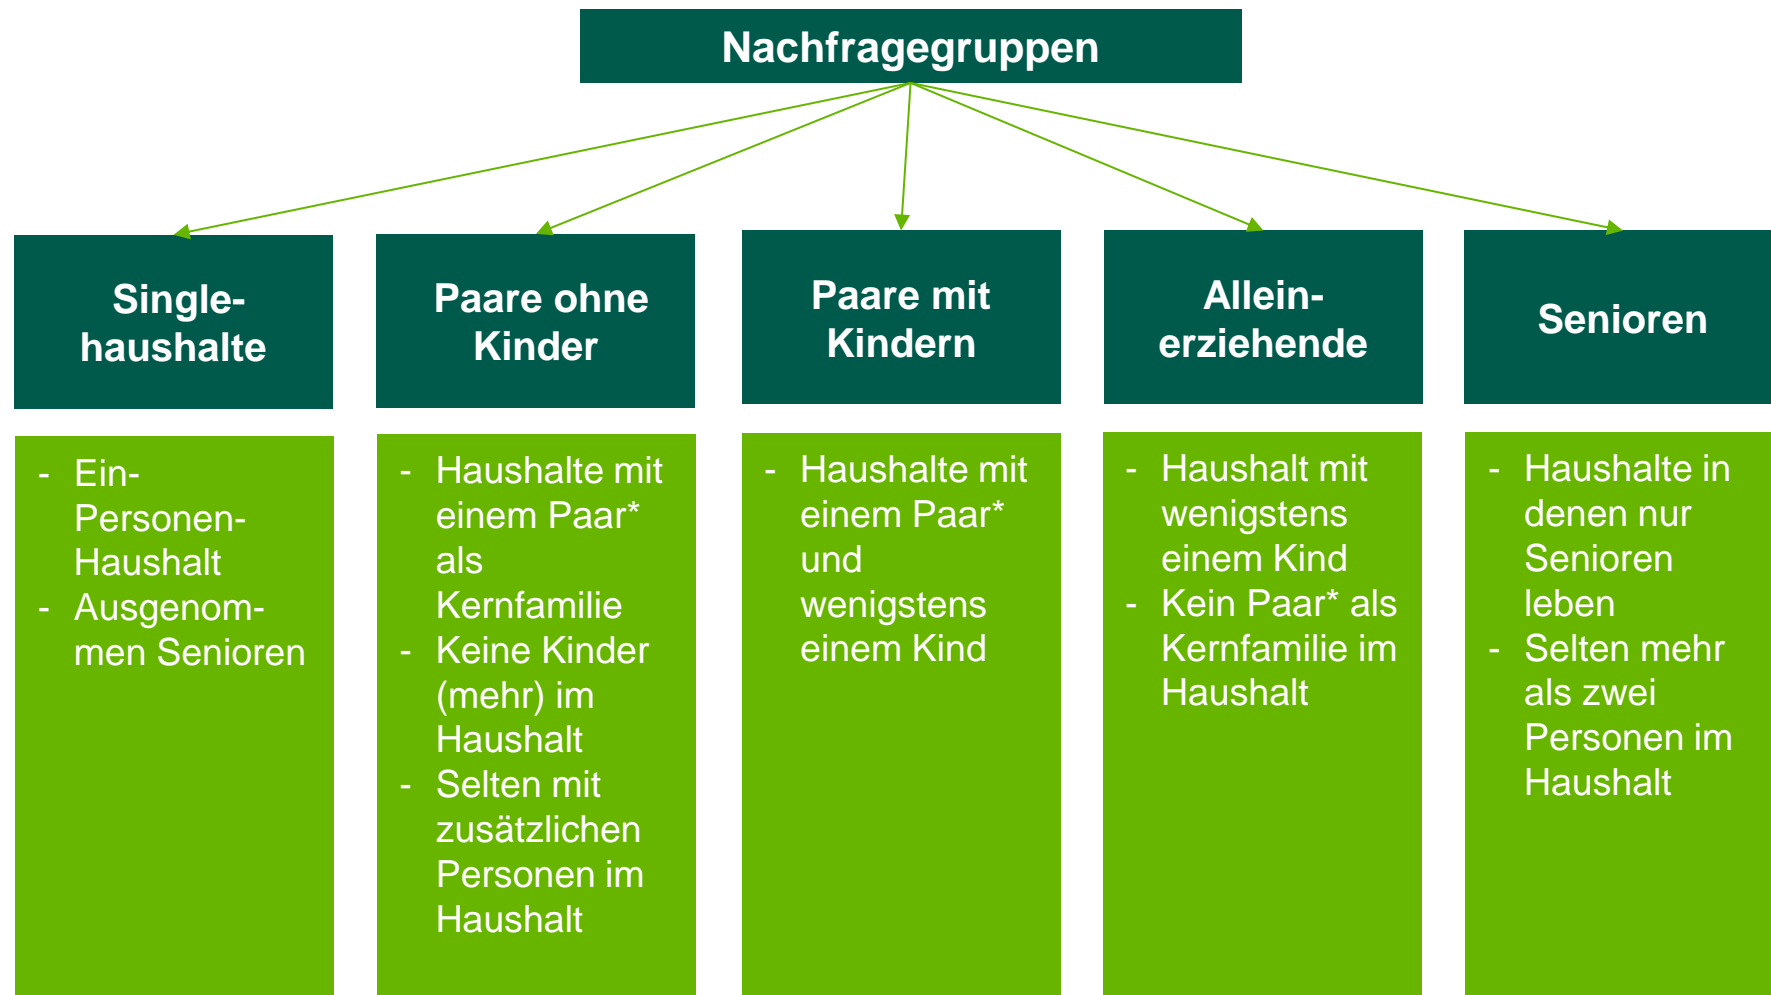 Nachfragegruppen
Single-
haushalte
Paare ohne
Kinder
Paare mit
Kindern
Allein-
erziehende
Senioren
- Ein-
Personen-
Haushalt
- Ausgenom-
men Senioren
- Haushalte mit
einem Paar*
als
Kernfamilie
- Keine Kinder
(mehr) im
Haushalt
- Selten mit
zusätzlichen
Personen im
Haushalt
- Haushalte mit
einem Paar*
und
wenigstens
einem Kind
- Haushalt mit
wenigstens
einem Kind
- Kein Paar* als
Kernfamilie im
Haushalt
- Haushalte in
denen nur
Senioren
leben
- Selten mehr
als zwei
Personen im
Haushalt